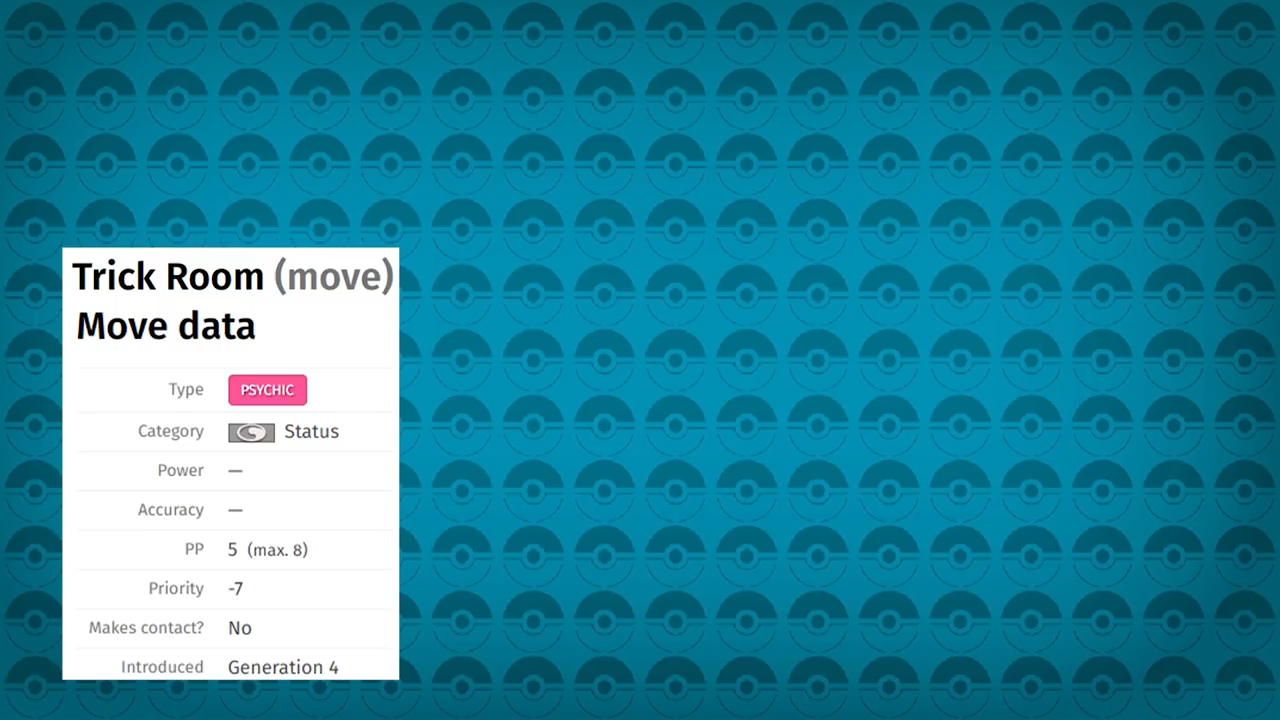 Trick Room (move)
Move data
Type PSYCHIC
Category Status
Power —
Accuracy —
PP 5 (max. 8)
Priority -7
Makes contact? No
Introduced Generation 4